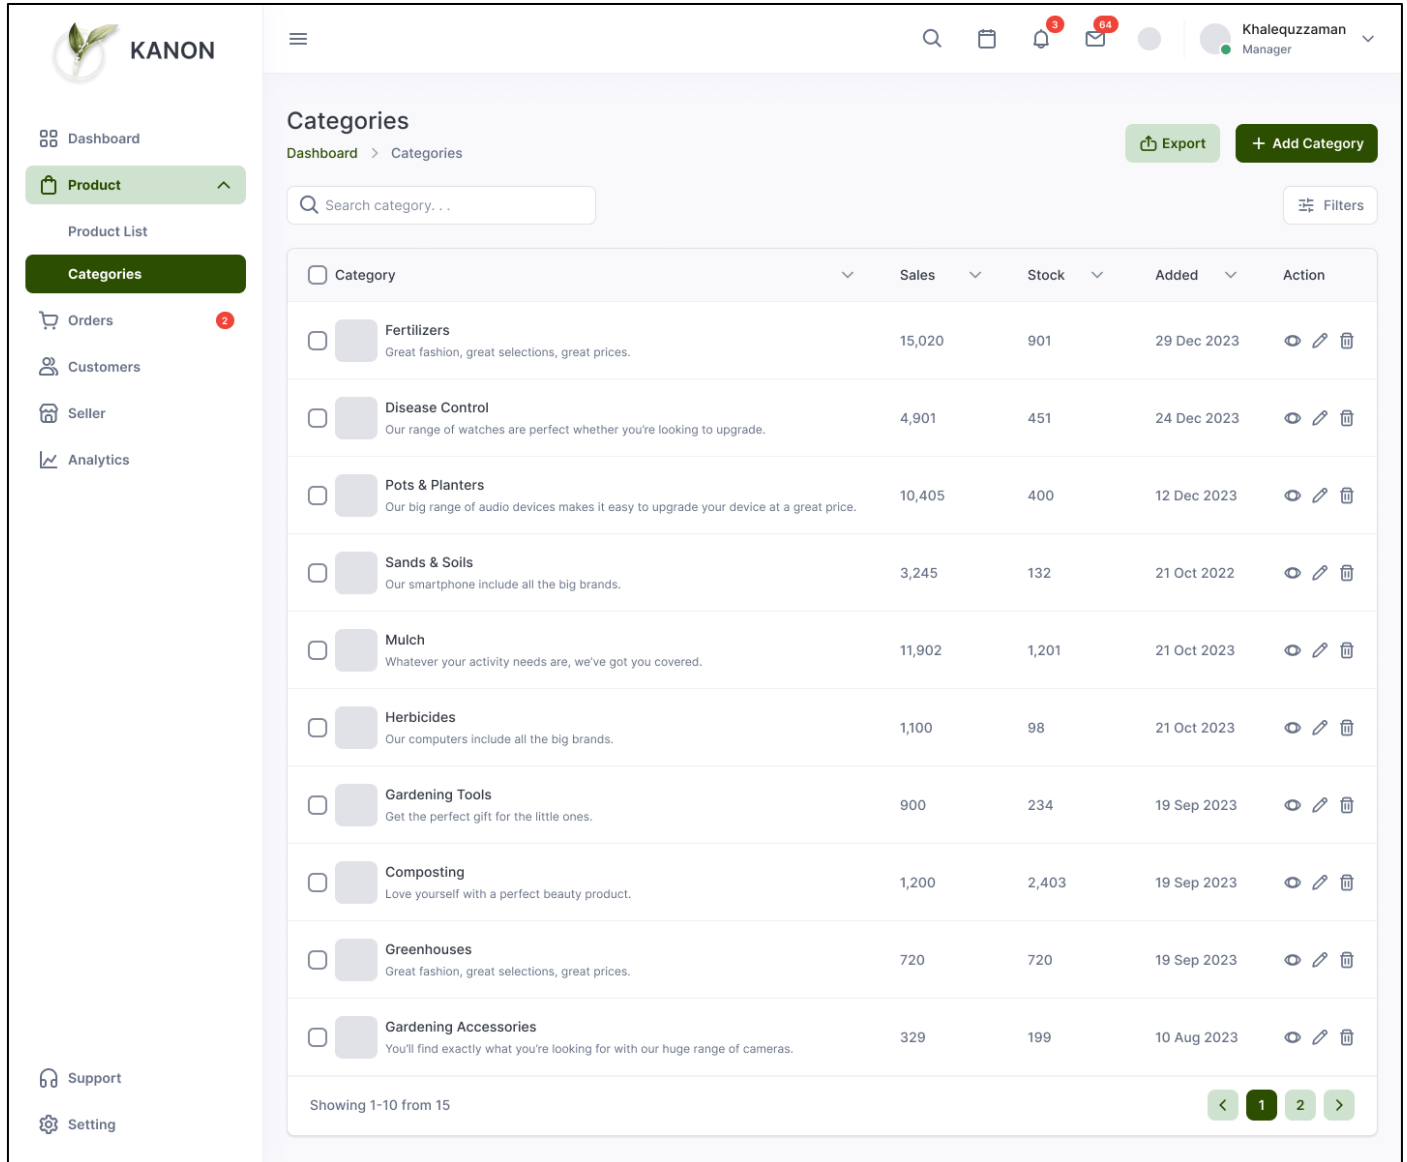 KANON
3
64
Khalequzzaman
Manager
Dashboard
Product
Product List
Categories
Orders 2
Customers
Seller
Analytics
Support
Setting
Categories
Dashboard > Categories
Export
+ Add Category
Search category. . .
Filters
Category Sales Stock Added Action
Fertilizers
Great fashion, great selections, great prices.
15,020 901 29 Dec 2023
Disease Control
Our range of watches are perfect whether you're looking to upgrade.
4,901 451 24 Dec 2023
Pots & Planters
Our big range of audio devices makes it easy to upgrade your device at a great price.
10,405 400 12 Dec 2023
Sands & Soils
Our smartphone include all the big brands.
3,245 132 21 Oct 2022
Mulch
Whatever your activity needs are, we've got you covered.
11,902 1,201 21 Oct 2023
Herbicides
Our computers include all the big brands.
1,100 98 21 Oct 2023
Gardening Tools
Get the perfect gift for the little ones.
900 234 19 Sep 2023
Composting
Love yourself with a perfect beauty product.
1,200 2,403 19 Sep 2023
Greenhouses
Great fashion, great selections, great prices.
720 720 19 Sep 2023
Gardening Accessories
You'll find exactly what you're looking for with our huge range of cameras.
329 199 10 Aug 2023
Showing 1-10 from 15
1 2